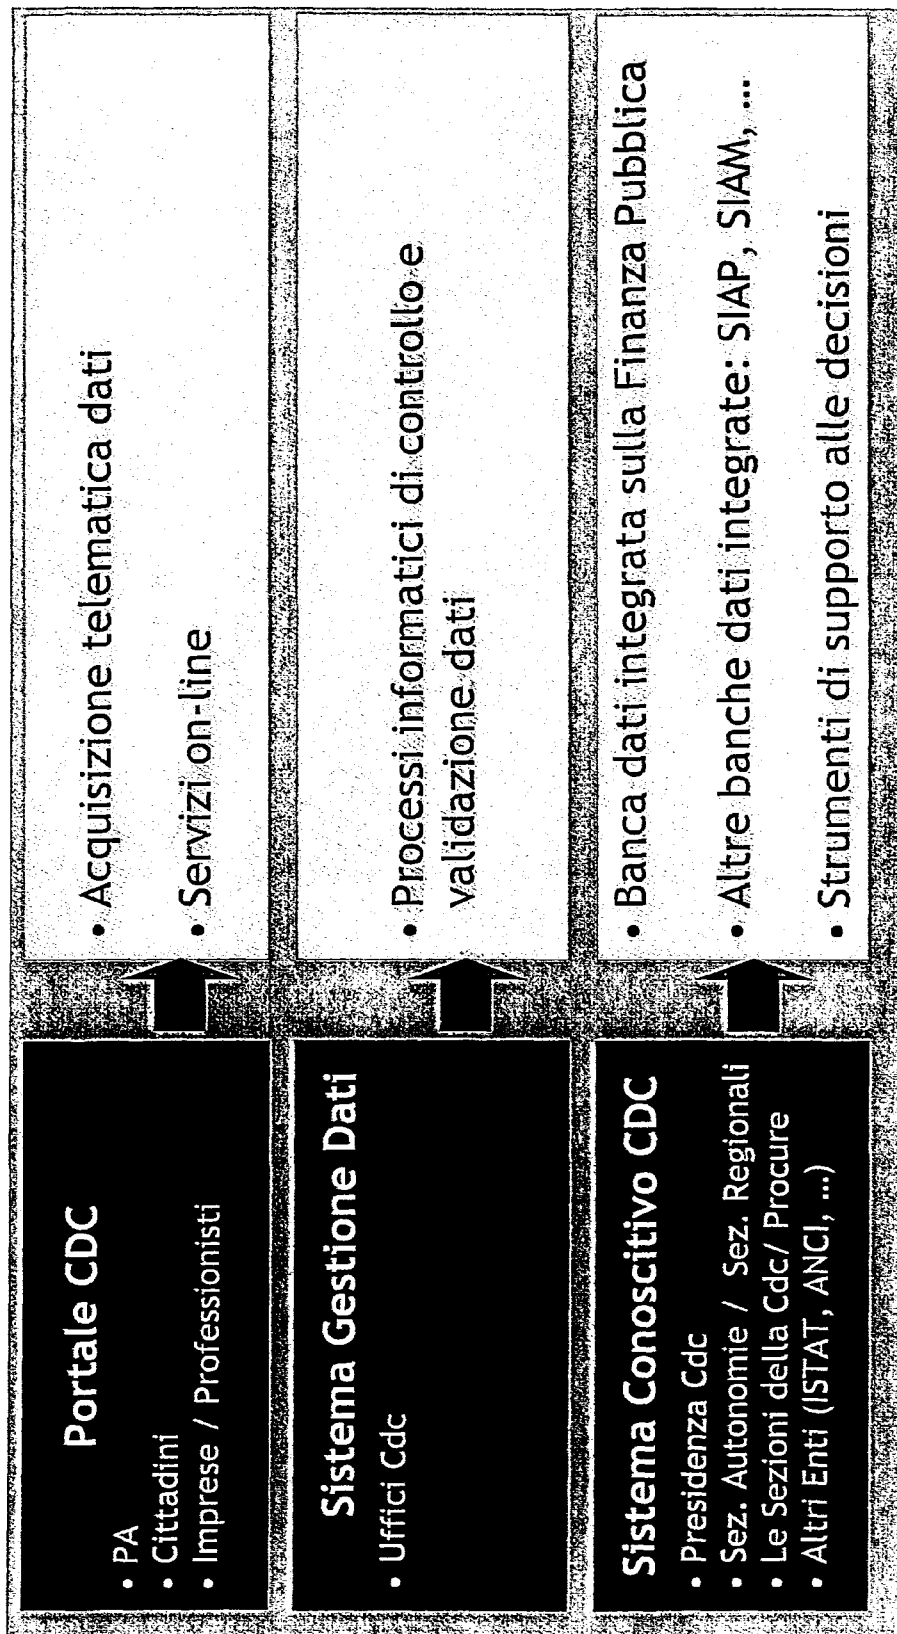 Portale CDC
• PA
• Cittadini
• Imprese / Professionisti
• Acquisizione telematica dati
• Servizi on-line
Sistema Gestione Dati
• Uffici Cdc
• Processi informatici di controllo e
validazione dati
Sistema Conoscitivo CDC
• Presidenza Cdc
• Sez. Autonomie / Sez. Regionali
• Le Sezioni della Cdc/ Procure
• Altri Enti (ISTAT, ANCI, ...)
• Banca dati integrata sulla Finanza Pubblica
• Altre banche dati integrate: SIAP, SIAM, ...
• Strumenti di supporto alle decisioni